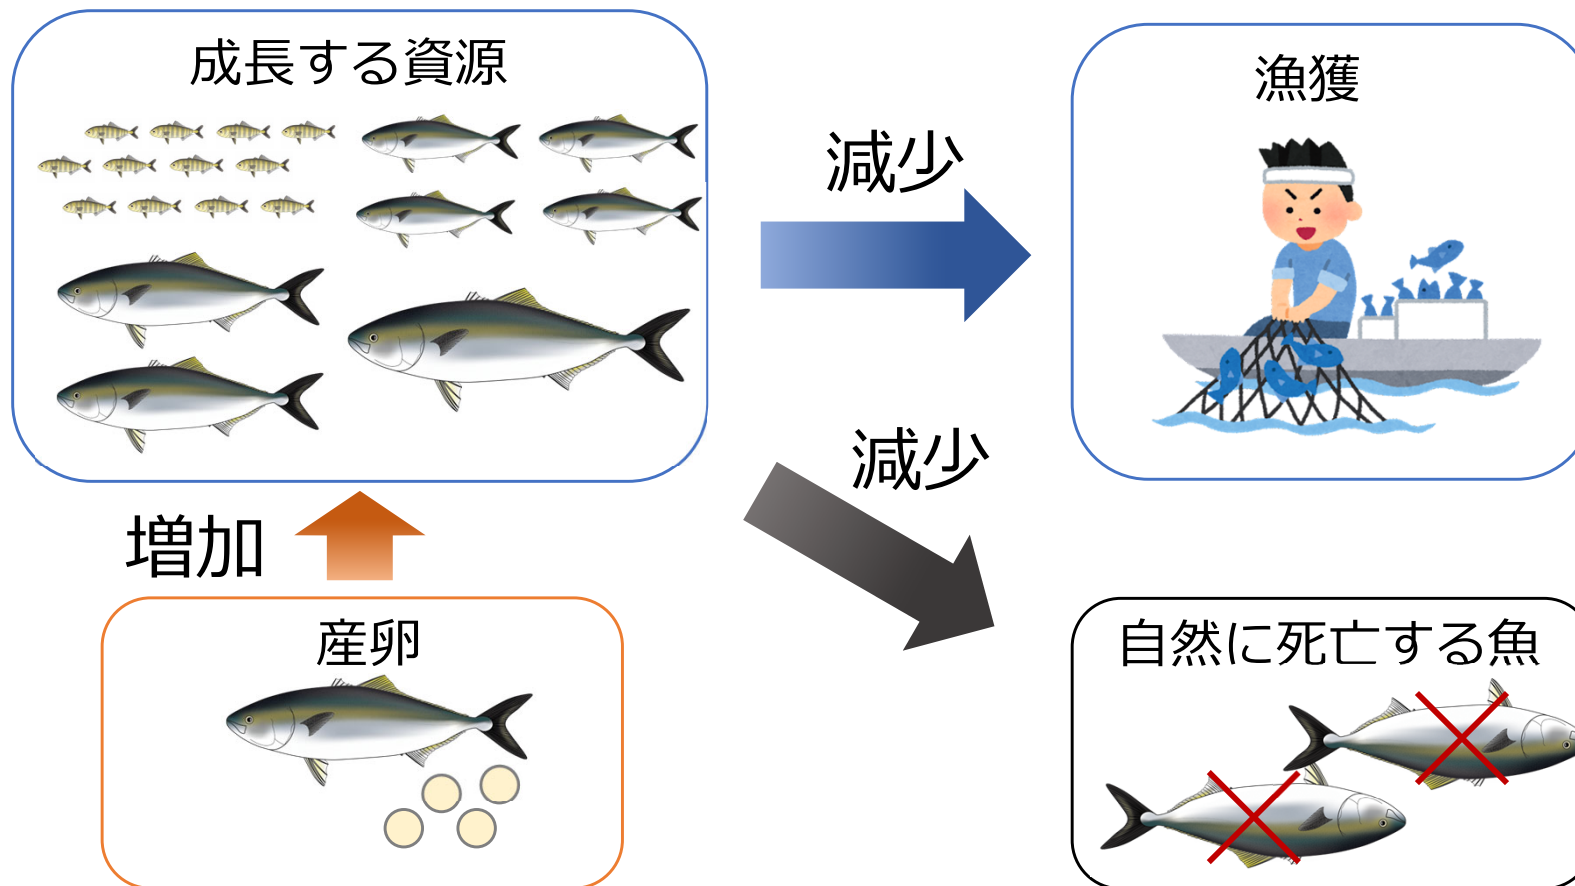 成長する資源
減少
漁獲
減少
増加
産卵
自然に死亡する魚